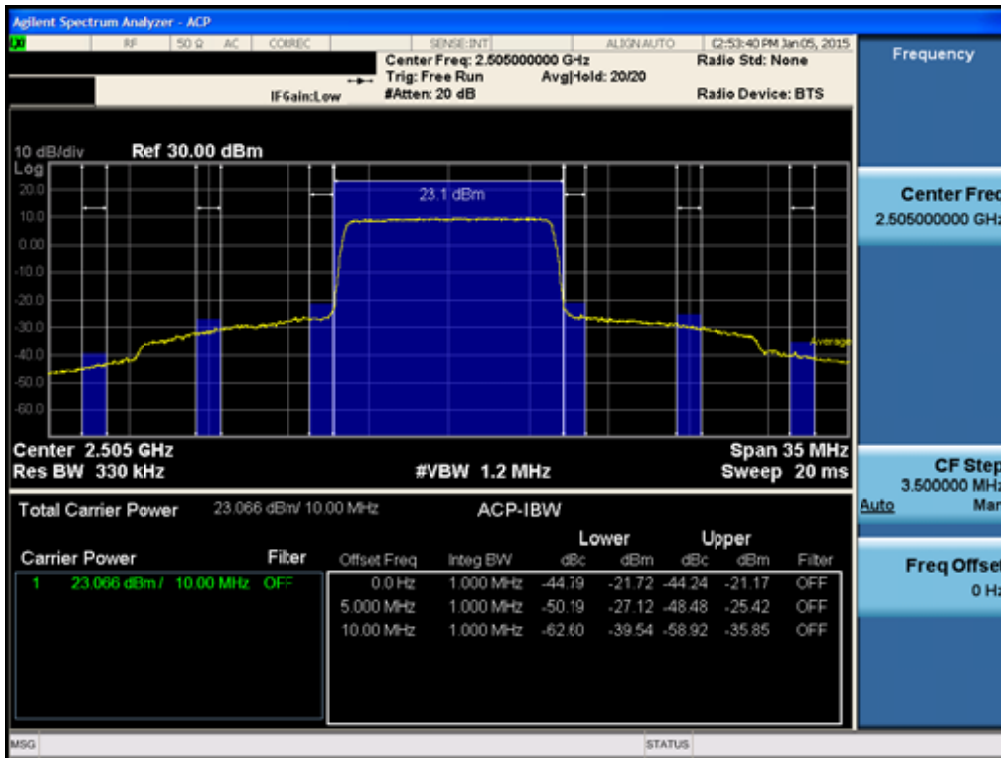 Agilent Spectrum Analyzer - ACP
LXI RF 50 Ω AC CORREC SENSE:INT ALIGN AUTO 02:53:40 PM Jan 05, 2015
Center Freq: 2.505000000 GHz Radio Std: None
Trig: Free Run Avg|Hold: 20/20
IFGain:Low #Atten: 20 dB Radio Device: BTS
10 dB/div Ref 30.00 dBm
Log
20.0
10.0
0.00
-10.0
-20.0
-30.0
-40.0
-50.0
-60.0
23.1 dBm
Average
Center 2.505 GHz Span 35 MHz
Res BW 330 kHz #VBW 1.2 MHz Sweep 20 ms
Total Carrier Power 23.066 dBm/ 10.00 MHz ACP-IBW
Lower Upper
Carrier Power Filter Offset Freq Integ BW dBc dBm dBc dBm Filter
1 23.066 dBm / 10.00 MHz OFF 0.0 Hz 1.000 MHz -44.79 -21.72 -44.24 -21.17 OFF
5.000 MHz 1.000 MHz -50.19 -27.12 -48.48 -25.42 OFF
10.00 MHz 1.000 MHz -62.60 -39.54 -58.92 -35.85 OFF
MSG STATUS
Frequency
Center Freq
2.505000000 GHz
CF Step
3.500000 MHz
Auto Man
Freq Offset
0 Hz